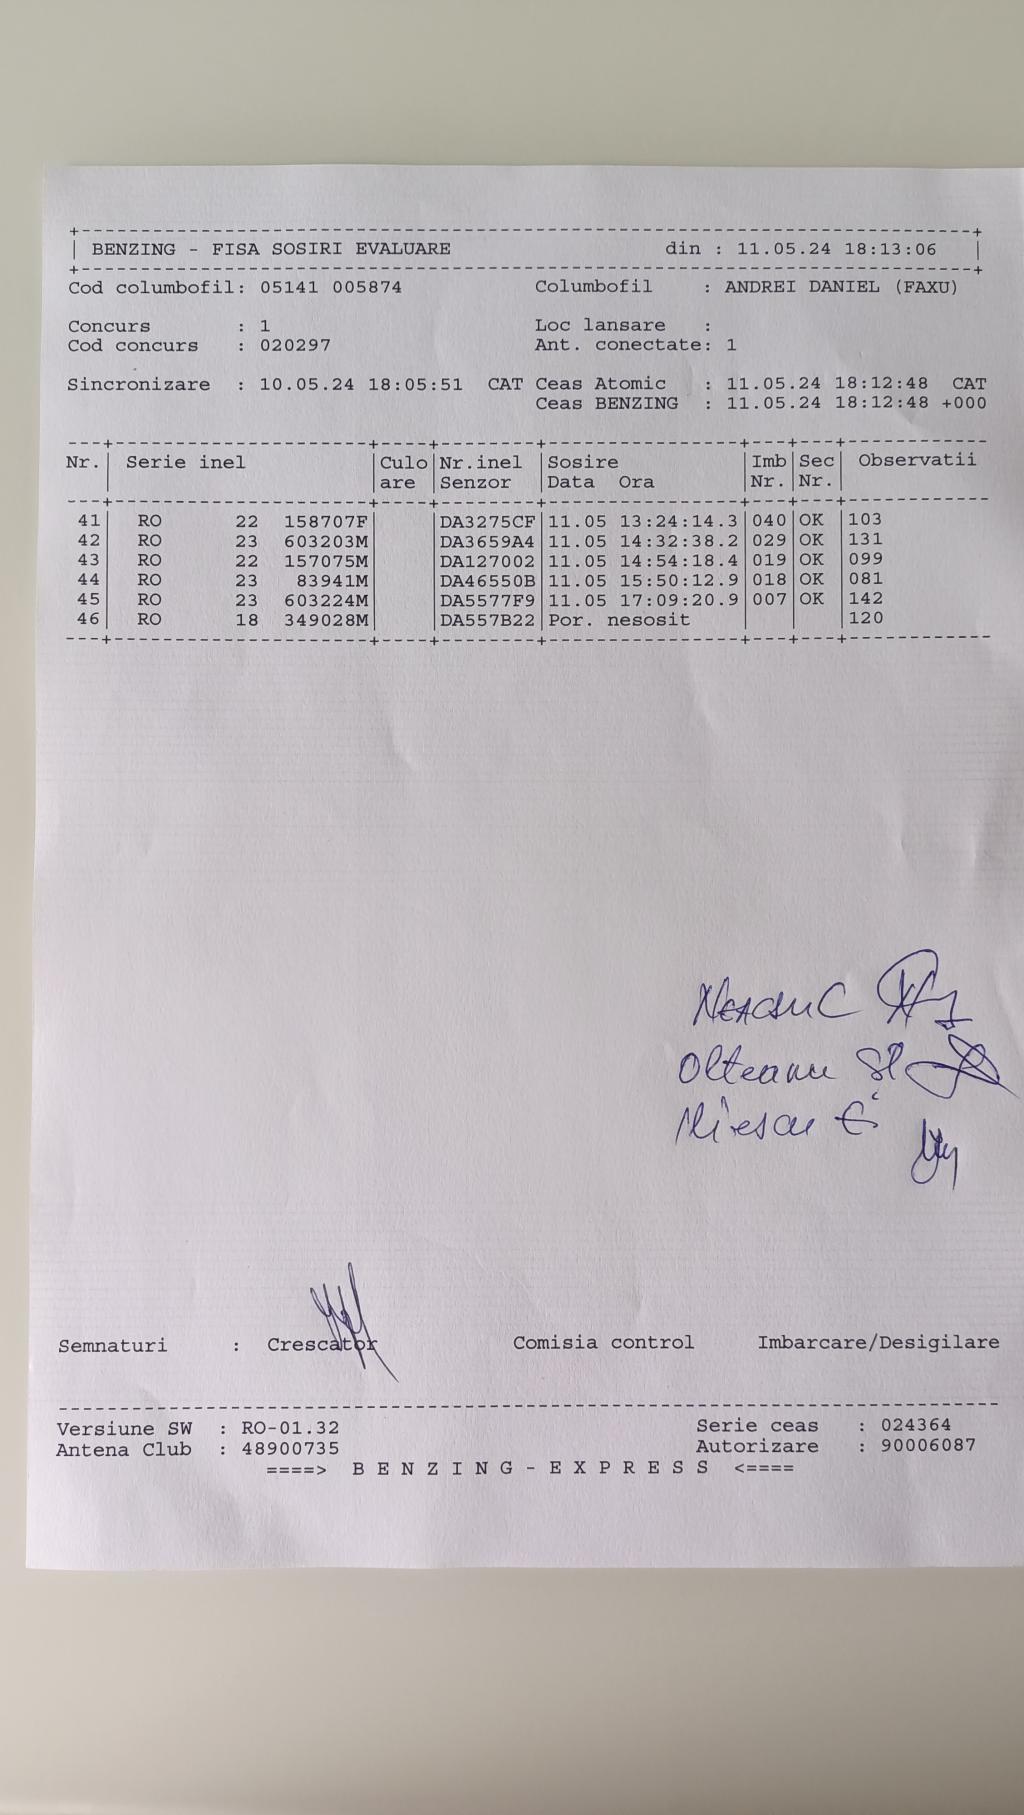 BENZING - FISA SOSIRI EVALUARE din : 11.05.24 18:13:06
Cod columbofil: 05141 005874 Columbofil : ANDREI DANIEL (FAXU)
Concurs : 1 Loc lansare :
Cod concurs : 020297 Ant. conectate: 1
Sincronizare : 10.05.24 18:05:51 CAT Ceas Atomic : 11.05.24 18:12:48 CAT
Ceas BENZING : 11.05.24 18:12:48 +000
Nr. | Serie inel | Culo | Nr.inel | Sosire | Imb | Sec | Observatii
are | Senzor | Data Ora | Nr. | Nr. |
41 | RO 22 158707F | | DA3275CF | 11.05 13:24:14.3 | 040 | OK | 103
42 | RO 23 603203M | | DA3659A4 | 11.05 14:32:38.2 | 029 | OK | 131
43 | RO 22 157075M | | DA127002 | 11.05 14:54:18.4 | 019 | OK | 099
44 | RO 23 83941M | | DA46550B | 11.05 15:50:12.9 | 018 | OK | 081
45 | RO 23 603224M | | DA5577F9 | 11.05 17:09:20.9 | 007 | OK | 142
46 | RO 18 349028M | | DA557B22 | Por. nesosit | | | 120
Olteanu
Semnaturi : Crescator Comisia control Imbarcare/Desigilare
Versiune SW : RO-01.32 Serie ceas : 024364
Antena Club : 48900735 Autorizare : 90006087
====> B E N Z I N G - E X P R E S S <====